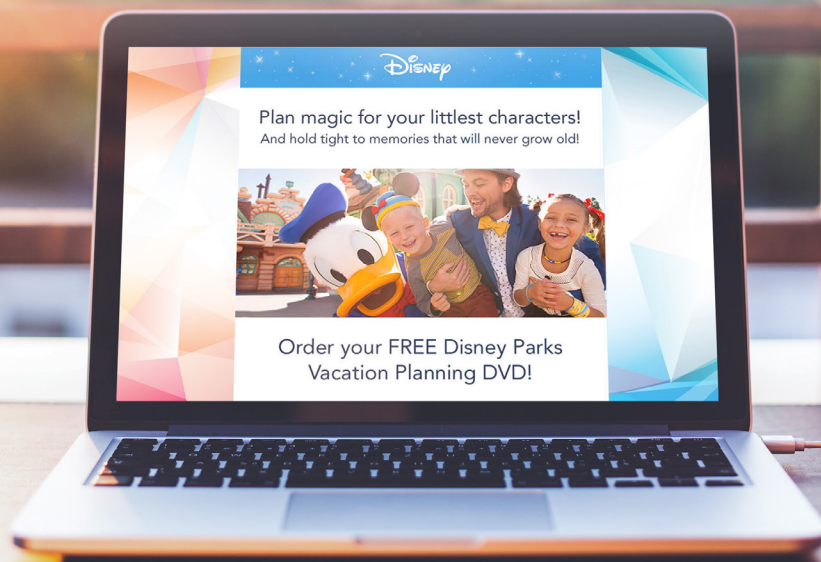 Disney
Plan magic for your littlest characters!
And hold tight to memories that will never grow old!
Order your FREE Disney Parks
Vacation Planning DVD!